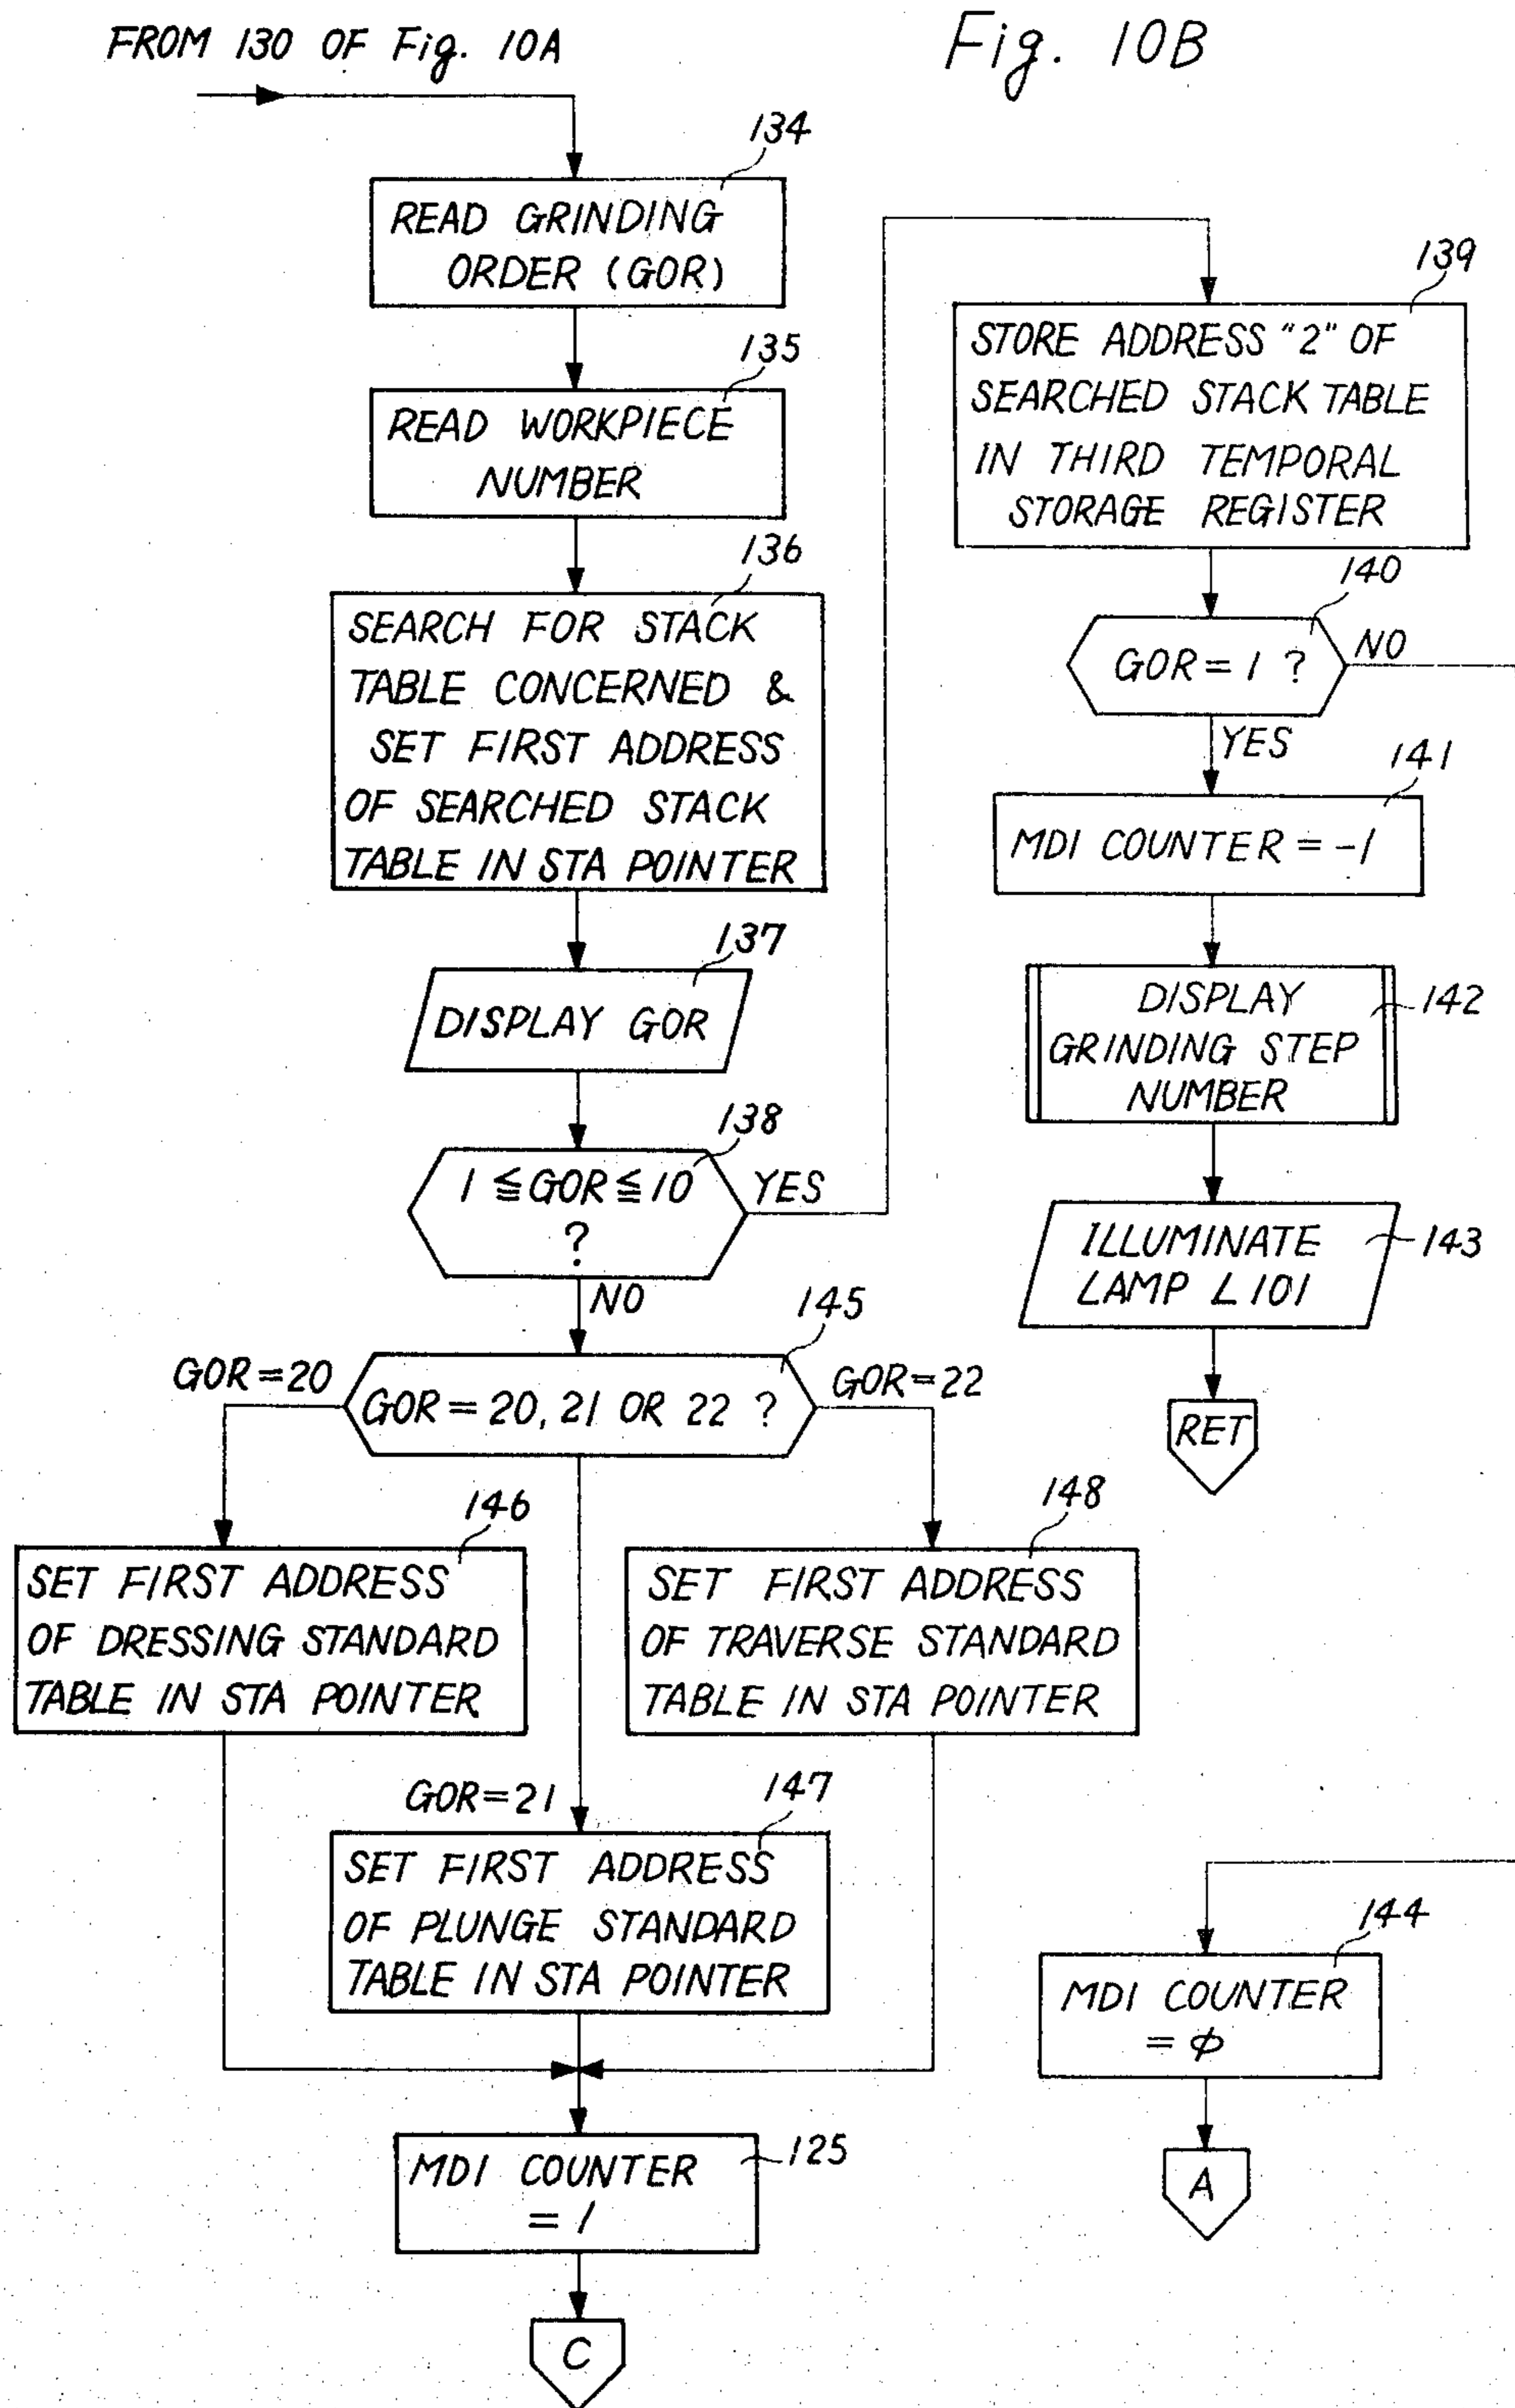 FROM 130 OF Fig. 10A
Fig. 10B
134
READ GRINDING
ORDER (GOR)
135
READ WORKPIECE
NUMBER
136
SEARCH FOR STACK
TABLE CONCERNED &
SET FIRST ADDRESS
OF SEARCHED STACK
TABLE IN STA POINTER
137
DISPLAY GOR
138
1 ≦ GOR ≦ 10
?
YES
NO
139
STORE ADDRESS "2" OF
SEARCHED STACK TABLE
IN THIRD TEMPORAL
STORAGE REGISTER
140
GOR = 1 ?
NO
YES
141
MDI COUNTER = -1
142
DISPLAY
GRINDING STEP
NUMBER
143
ILLUMINATE
LAMP L101
RET
145
GOR=20
GOR = 20, 21 OR 22 ?
GOR=22
146
SET FIRST ADDRESS
OF DRESSING STANDARD
TABLE IN STA POINTER
148
SET FIRST ADDRESS
OF TRAVERSE STANDARD
TABLE IN STA POINTER
GOR=21
147
SET FIRST ADDRESS
OF PLUNGE STANDARD
TABLE IN STA POINTER
144
MDI COUNTER
= ϕ
A
125
MDI COUNTER
= 1
C